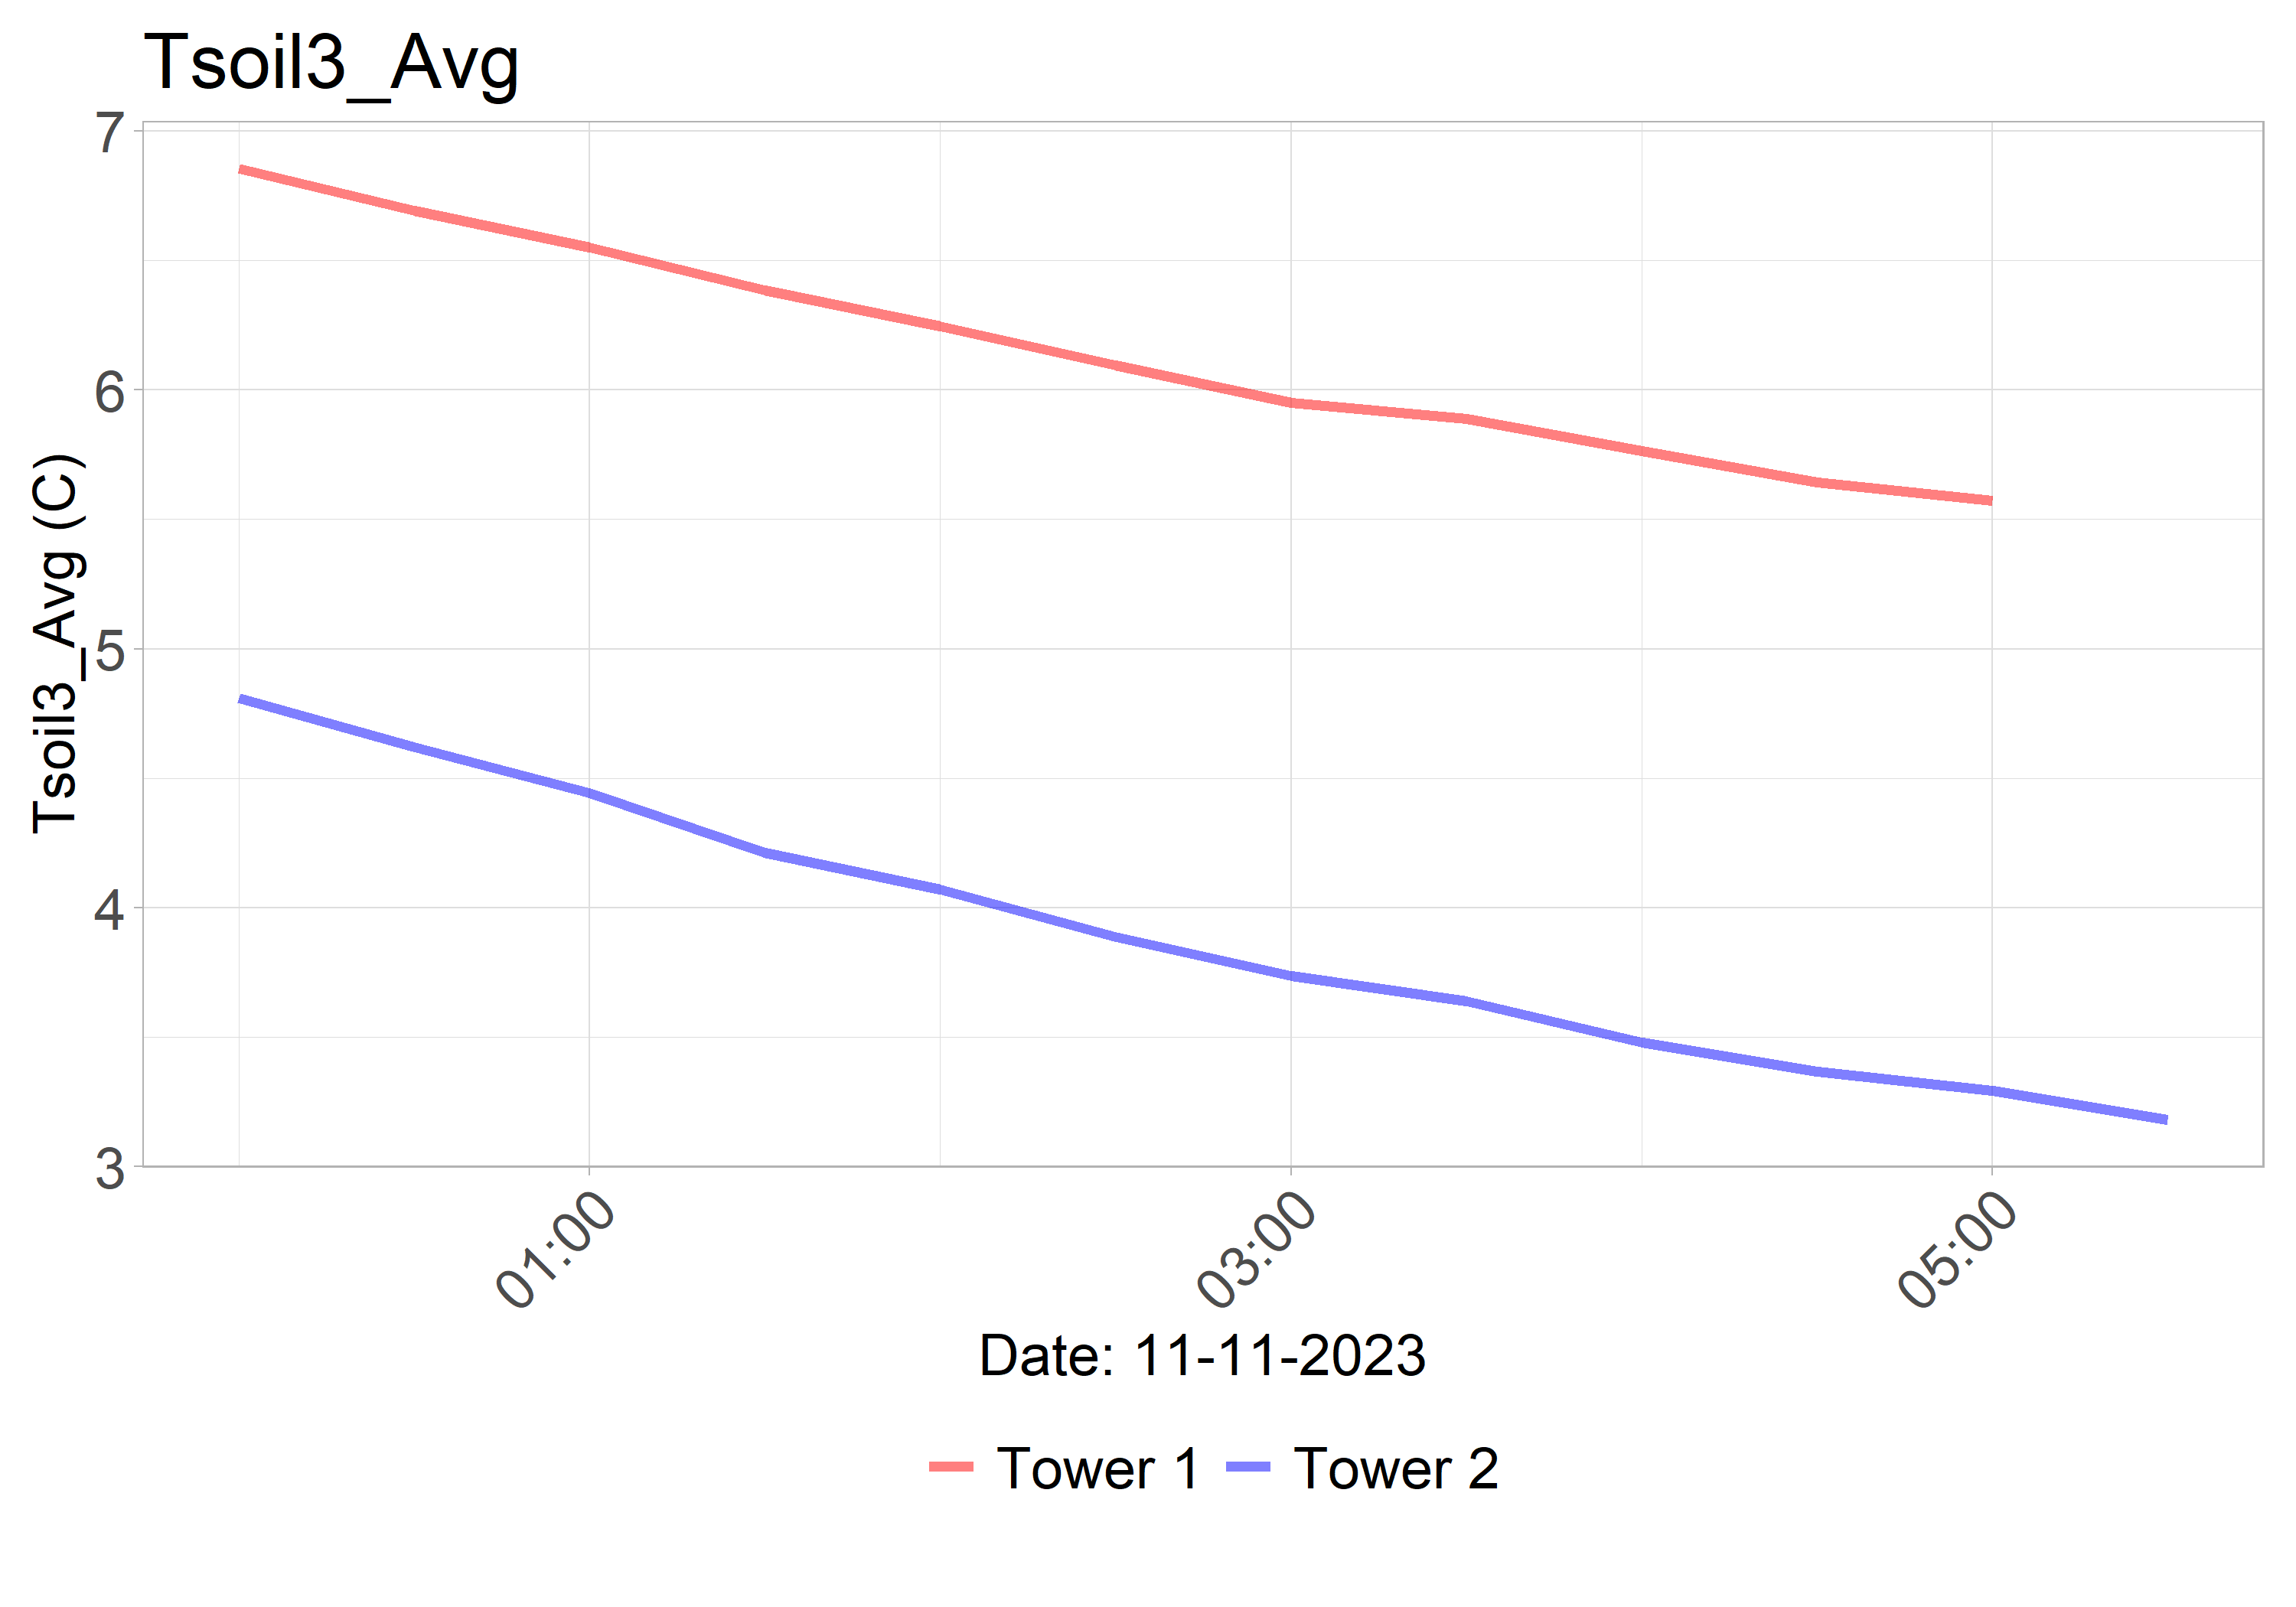 Tsoil3_Avg
Tsoil3_Avg (C)
7
6
5
4
3
01:00
03:00
05:00
Date: 11-11-2023
Tower 1
Tower 2